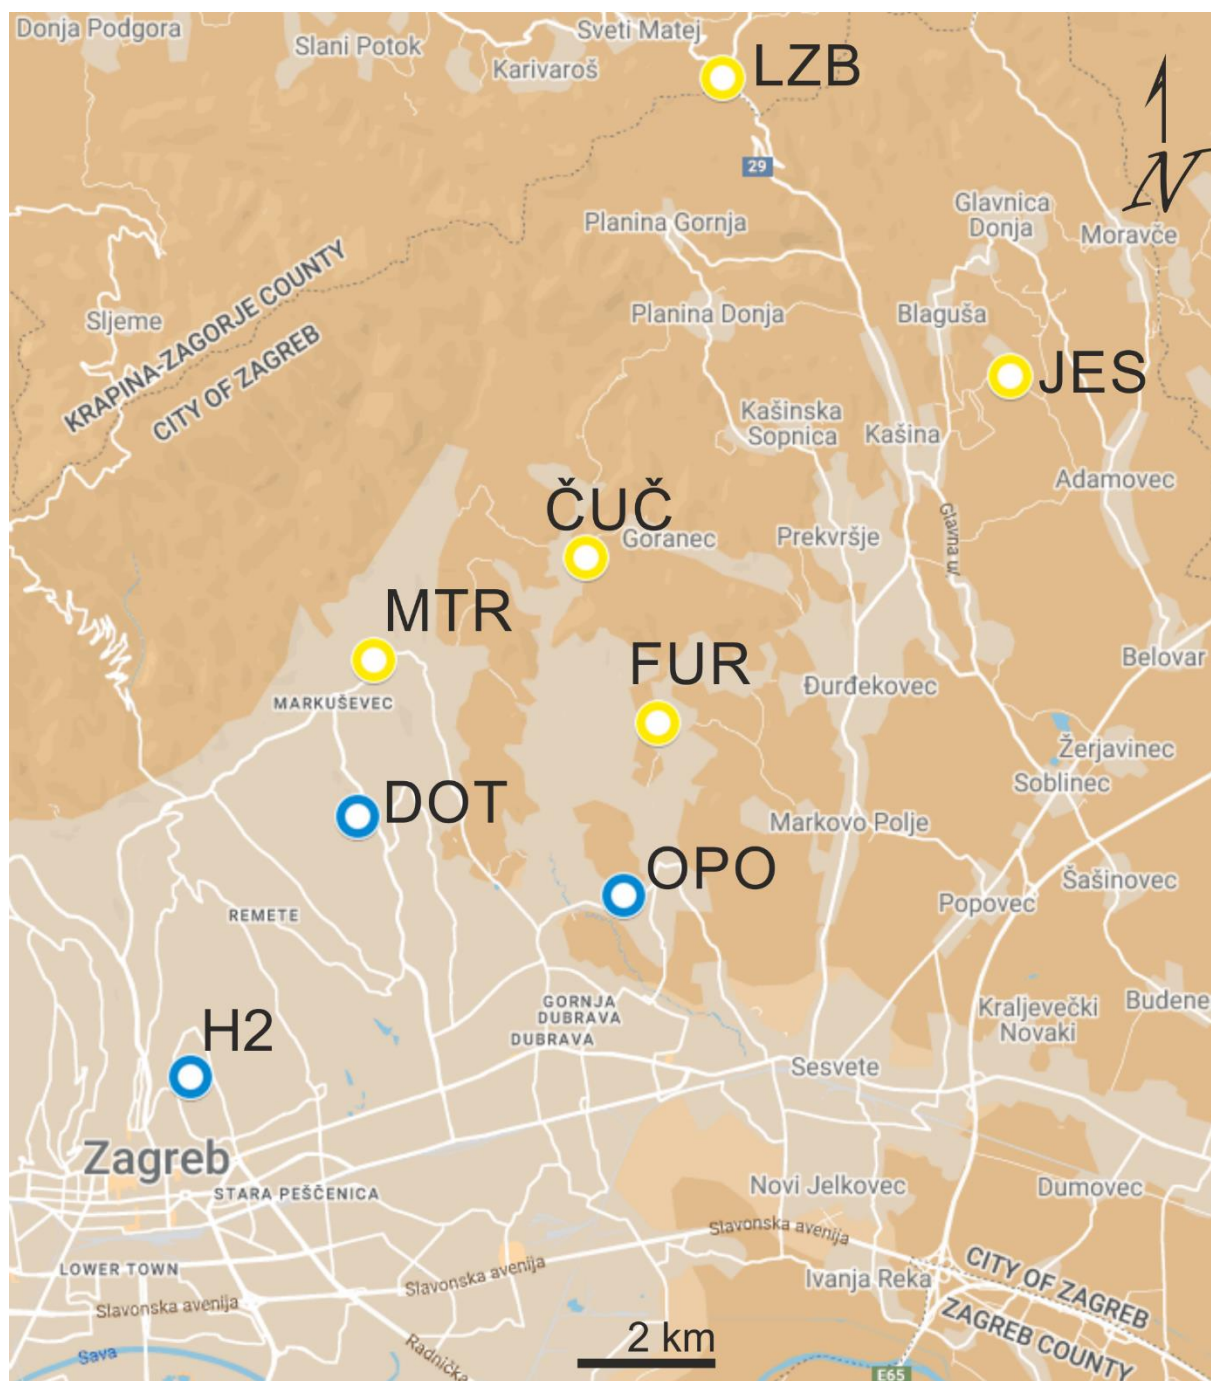 Donja Podgora
Slani Potok
Sveti Matej
Karivaroš
LZB
29
N
Planina Gornja
Glavnica
Donja
Moravče
KRAPINA-ZAGORJE COUNTY
CITY OF ZAGREB
Sljeme
Planina Donja
Blaguša
JES
Kašinska
Sopnica
Kašina
Adamovec
ČUČ
Goranec
Prekvršje
Glavna ul
MTR
FUR
Belovar
MARKUŠEVEC
Đurđekovec
Žerjavinec
Soblinec
DOT
Markovo Polje
OPO
Šašinovec
Popovec
REMETE
H2
GORNJA
DUBRAVA
DUBRAVA
Kraljevečki
Novaki
Buđene
Sesvete
Zagreb
STARA PEŠČENICA
Novi Jelkovec
Dumovec
Slavonska avenija
LOWER TOWN
Slavonska avenija
Slavonska avenija
Ivanja Reka
CITY OF ZAGREB
ZAGREB COUNTY
Sava
Radnička
2 km
E65